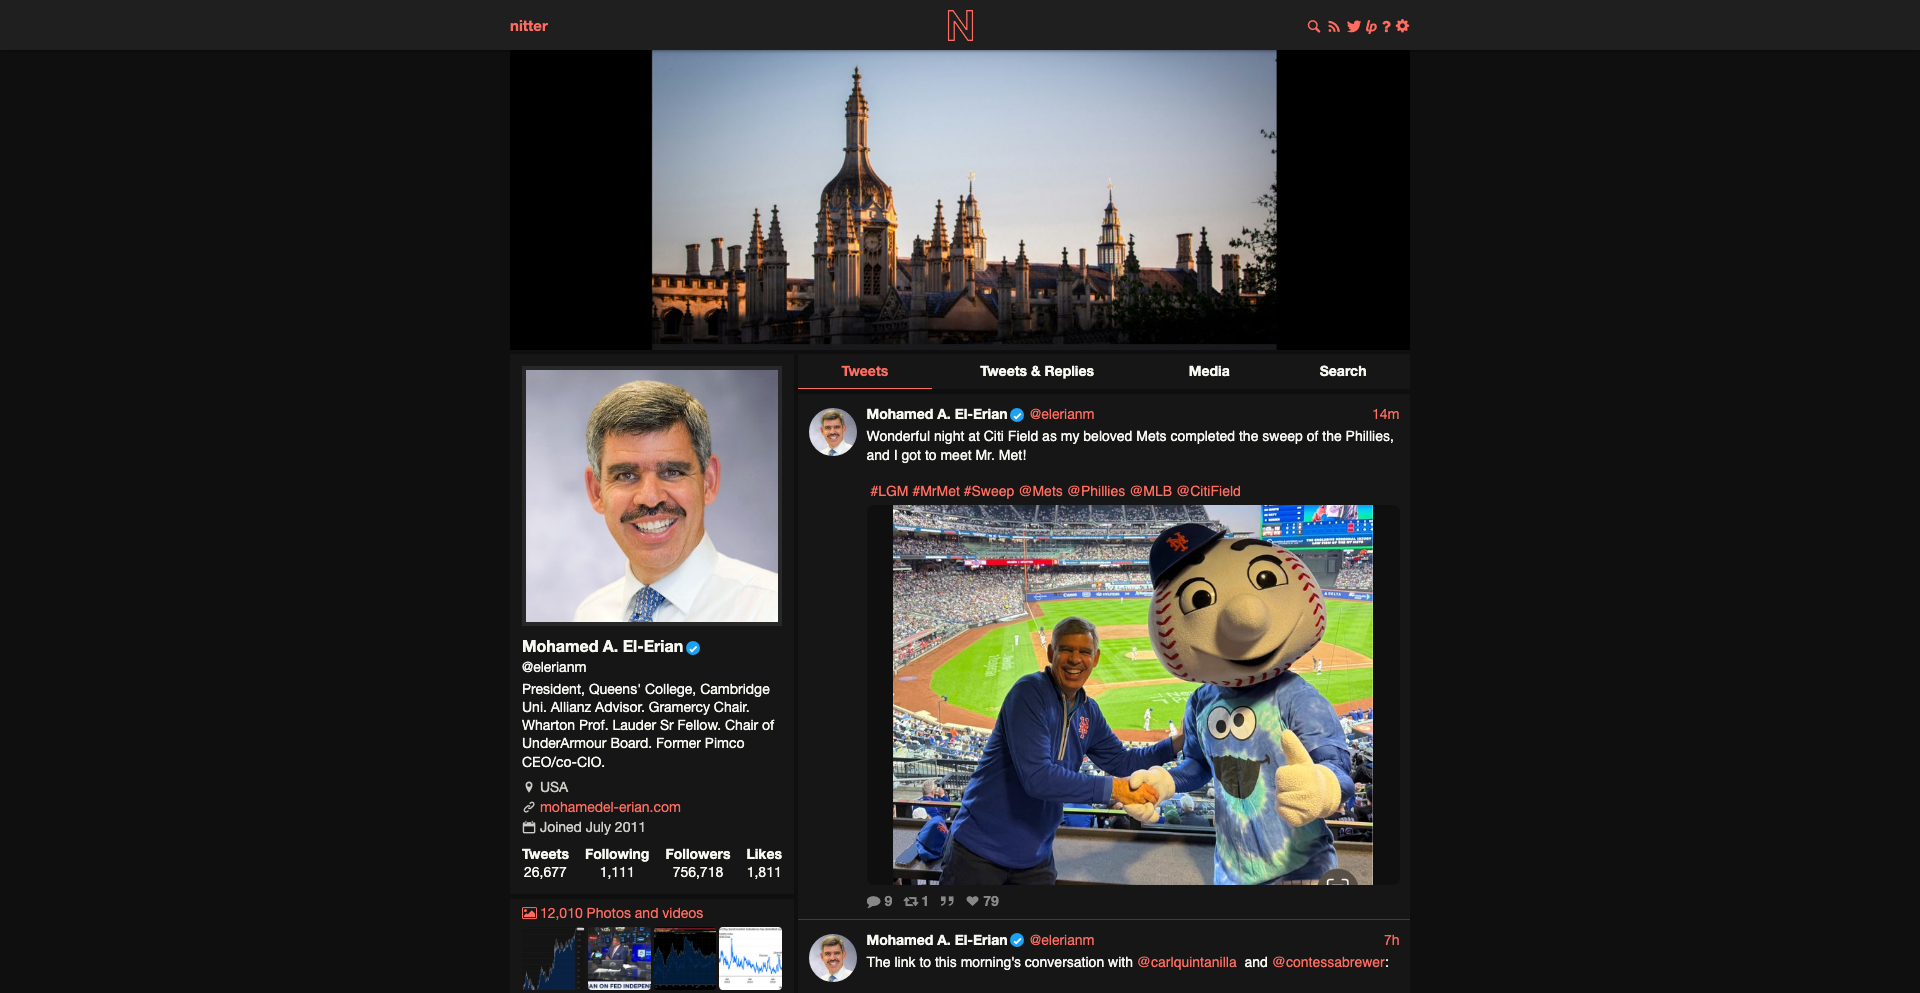 nitter
Tweets
Tweets & Replies
Media
Search
Mohamed A. El-Erian
@elerianm
President, Queens' College, Cambridge
Uni. Allianz Advisor. Gramercy Chair.
Wharton Prof. Lauder Sr Fellow. Chair of
UnderArmour Board. Former Pimco
CEO/co-CIO.
USA
mohamedel-erian.com
Joined July 2011
Tweets Following Followers Likes
26,677 1,111 756,718 1,811
12,010 Photos and videos
AN ON FED INDEPEN
Mohamed A. El-Erian @elerianm 14m
Wonderful night at Citi Field as my beloved Mets completed the sweep of the Phillies,
and I got to meet Mr. Met!
#LGM #MrMet #Sweep @Mets @Phillies @MLB @CitiField
9 1 79
Mohamed A. El-Erian @elerianm 7h
The link to this morning's conversation with @carlquintanilla and @contessabrewer: